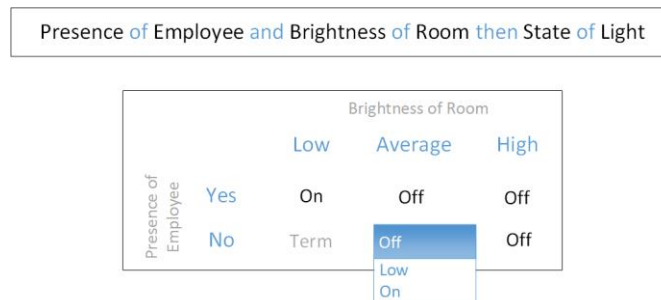 Presence of Employee and Brightness of Room then State of Light
Brightness of Room
Low Average High
Presence of
Employee
Yes On Off Off
No Term Off Off
Low
On